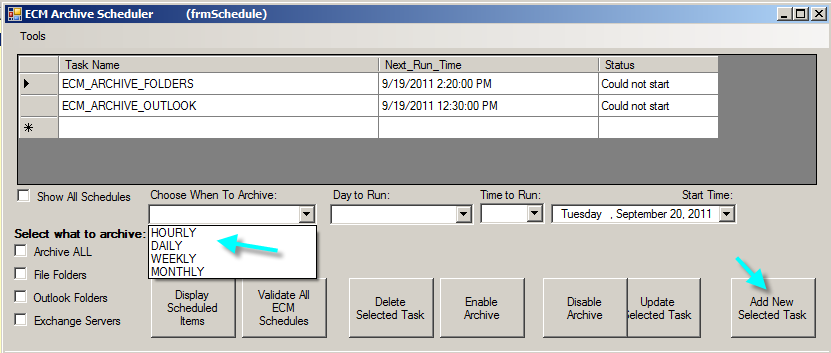 ECM Archive Scheduler (frmSchedule)
Tools
Task Name Next_Run_Time Status
ECM_ARCHIVE_FOLDERS 9/19/2011 2:20:00 PM Could not start
ECM_ARCHIVE_OUTLOOK 9/19/2011 12:30:00 PM Could not start
Show All Schedules Choose When To Archive: Day to Run: Time to Run: Start Time:
Tuesday , September 20, 2011
Select what to archive:
HOURLY
DAILY
WEEKLY
MONTHLY
Archive ALL
File Folders
Outlook Folders
Exchange Servers
Display
Scheduled
Items
Validate All
ECM
Schedules
Delete
Selected Task
Enable
Archive
Disable
Archive
Update
Selected Task
Add New
Selected Task